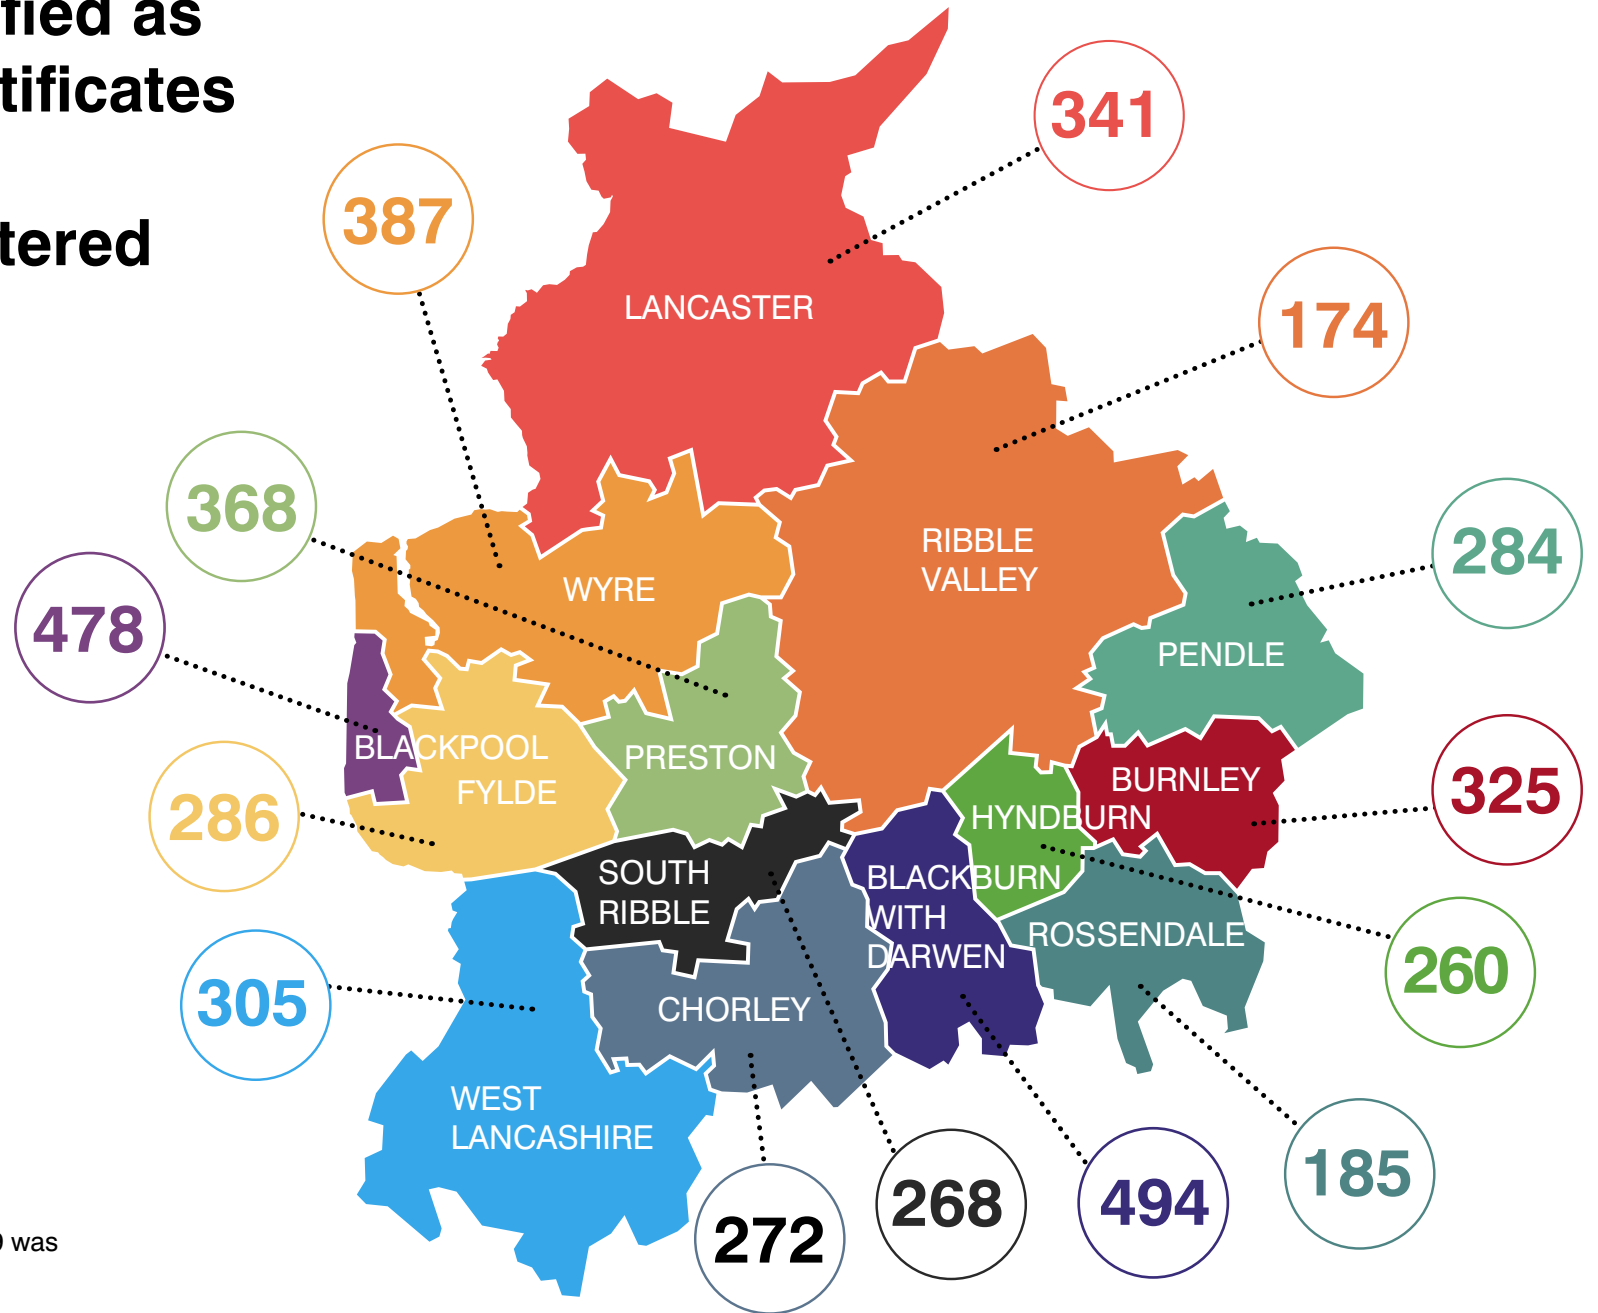 fied as
tificates
tered
341
387
174
LANCASTER
368
284
RIBBLE
VALLEY
WYRE
478
PENDLE
BLACKPOOL
PRESTON
BURNLEY
325
286
FYLDE
HYNDBURN
SOUTH
RIBBLE
BLACKBURN
WITH
DARWEN
ROSSENDALE
260
305
CHORLEY
WEST
LANCASHIRE
185
268
494
272
was